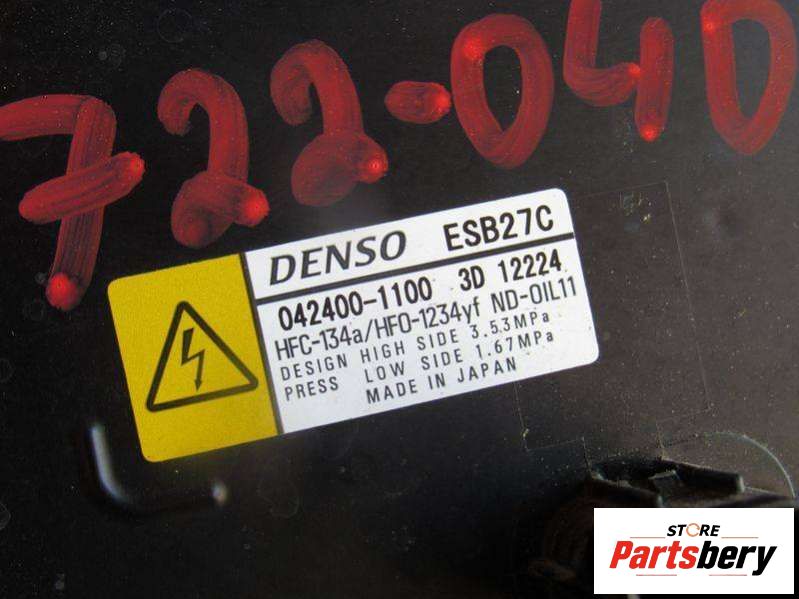 722-040
DENSO ESB27C
042400-1100 3D 12224
HFC-134a/HFO-1234yf ND-OIL11
DESIGN HIGH SIDE 3.53MPa
PRESS LOW SIDE 1.67MPa
MADE IN JAPAN
STORE
Partsbery